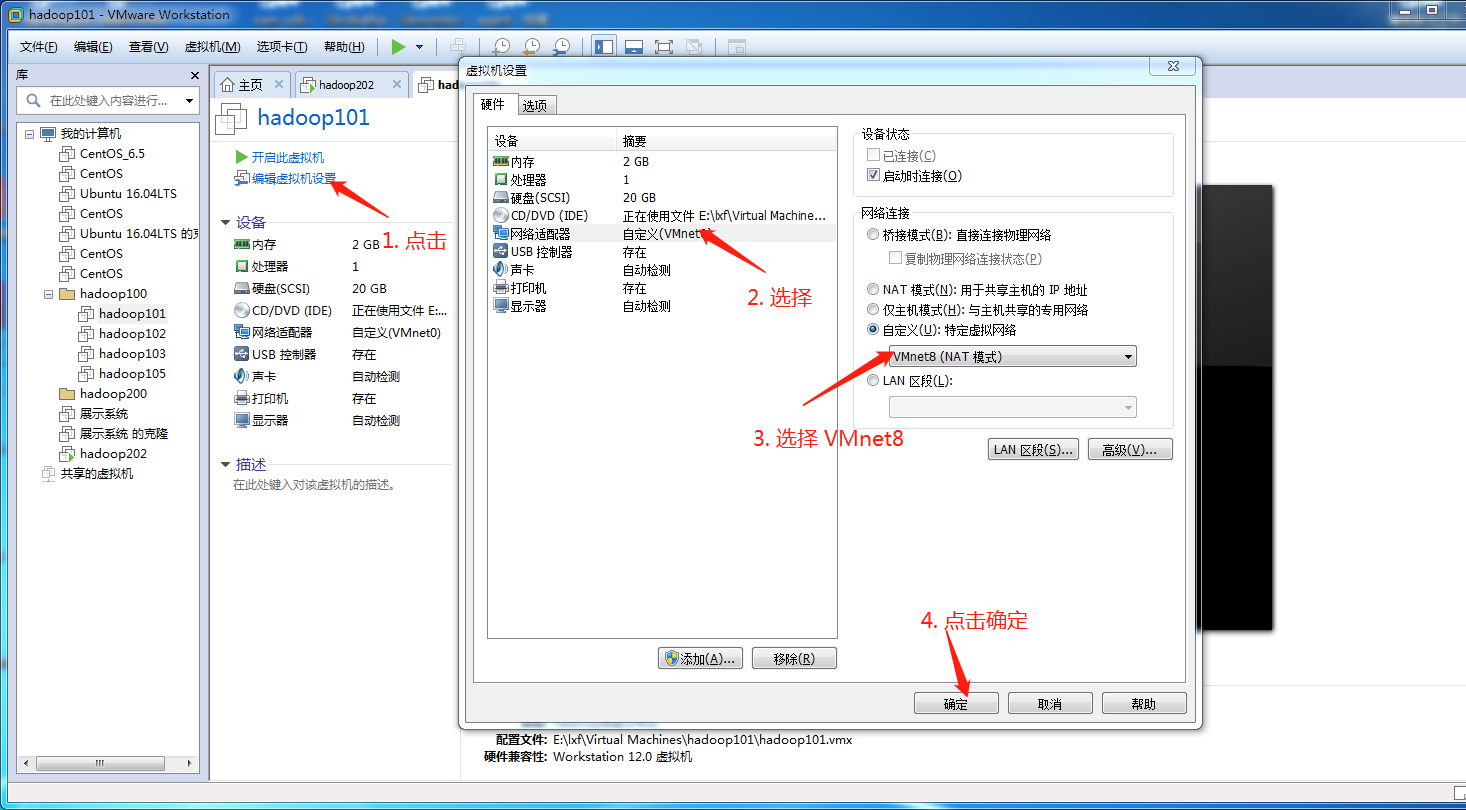 hadoop101 - VMware Workstation
文件(F) 编辑(E) 查看(V) 虚拟机(M) 选项卡(T) 帮助(H)
库
在此处键入内容进行...
我的计算机
CentOS_6.5
CentOS
Ubuntu 16.04LTS
CentOS
Ubuntu 16.04LTS 的
CentOS
CentOS
hadoop100
hadoop101
hadoop102
hadoop103
hadoop105
hadoop200
展示系统
展示系统 的克隆
hadoop202
共享的虚拟机
主页 hadoop202 had
hadoop101
开启此虚拟机
编辑虚拟机设置
1. 点击
设备
内存 2 GB
处理器 1
硬盘(SCSI) 20 GB
CD/DVD (IDE) 正在使用文件 E:...
网络适配器 自定义(VMnet0)
USB 控制器 存在
声卡 自动检测
打印机 存在
显示器 自动检测
描述
在此处键入对该虚拟机的描述。
虚拟机设置
硬件 选项
设备 摘要
内存 2 GB
处理器 1
硬盘(SCSI) 20 GB
CD/DVD (IDE) 正在使用文件 E:\lxf\Virtual Machine...
网络适配器 自定义(VMnet
USB 控制器 存在
声卡 自动检测
打印机 存在
显示器 自动检测
2. 选择
添加(A)... 移除(R)
设备状态
已连接(C)
启动时连接(O)
网络连接
桥接模式(B): 直接连接物理网络
复制物理网络连接状态(P)
NAT 模式(N): 用于共享主机的 IP 地址
仅主机模式(H): 与主机共享的专用网络
自定义(U): 特定虚拟网络
VMnet8 (NAT 模式)
LAN 区段(L):
3. 选择 VMnet8
LAN 区段(S)... 高级(V)...
4. 点击确定
确定 取消 帮助
配置文件: E:\lxf\Virtual Machines\hadoop101\hadoop101.vmx
硬件兼容性: Workstation 12.0 虚拟机